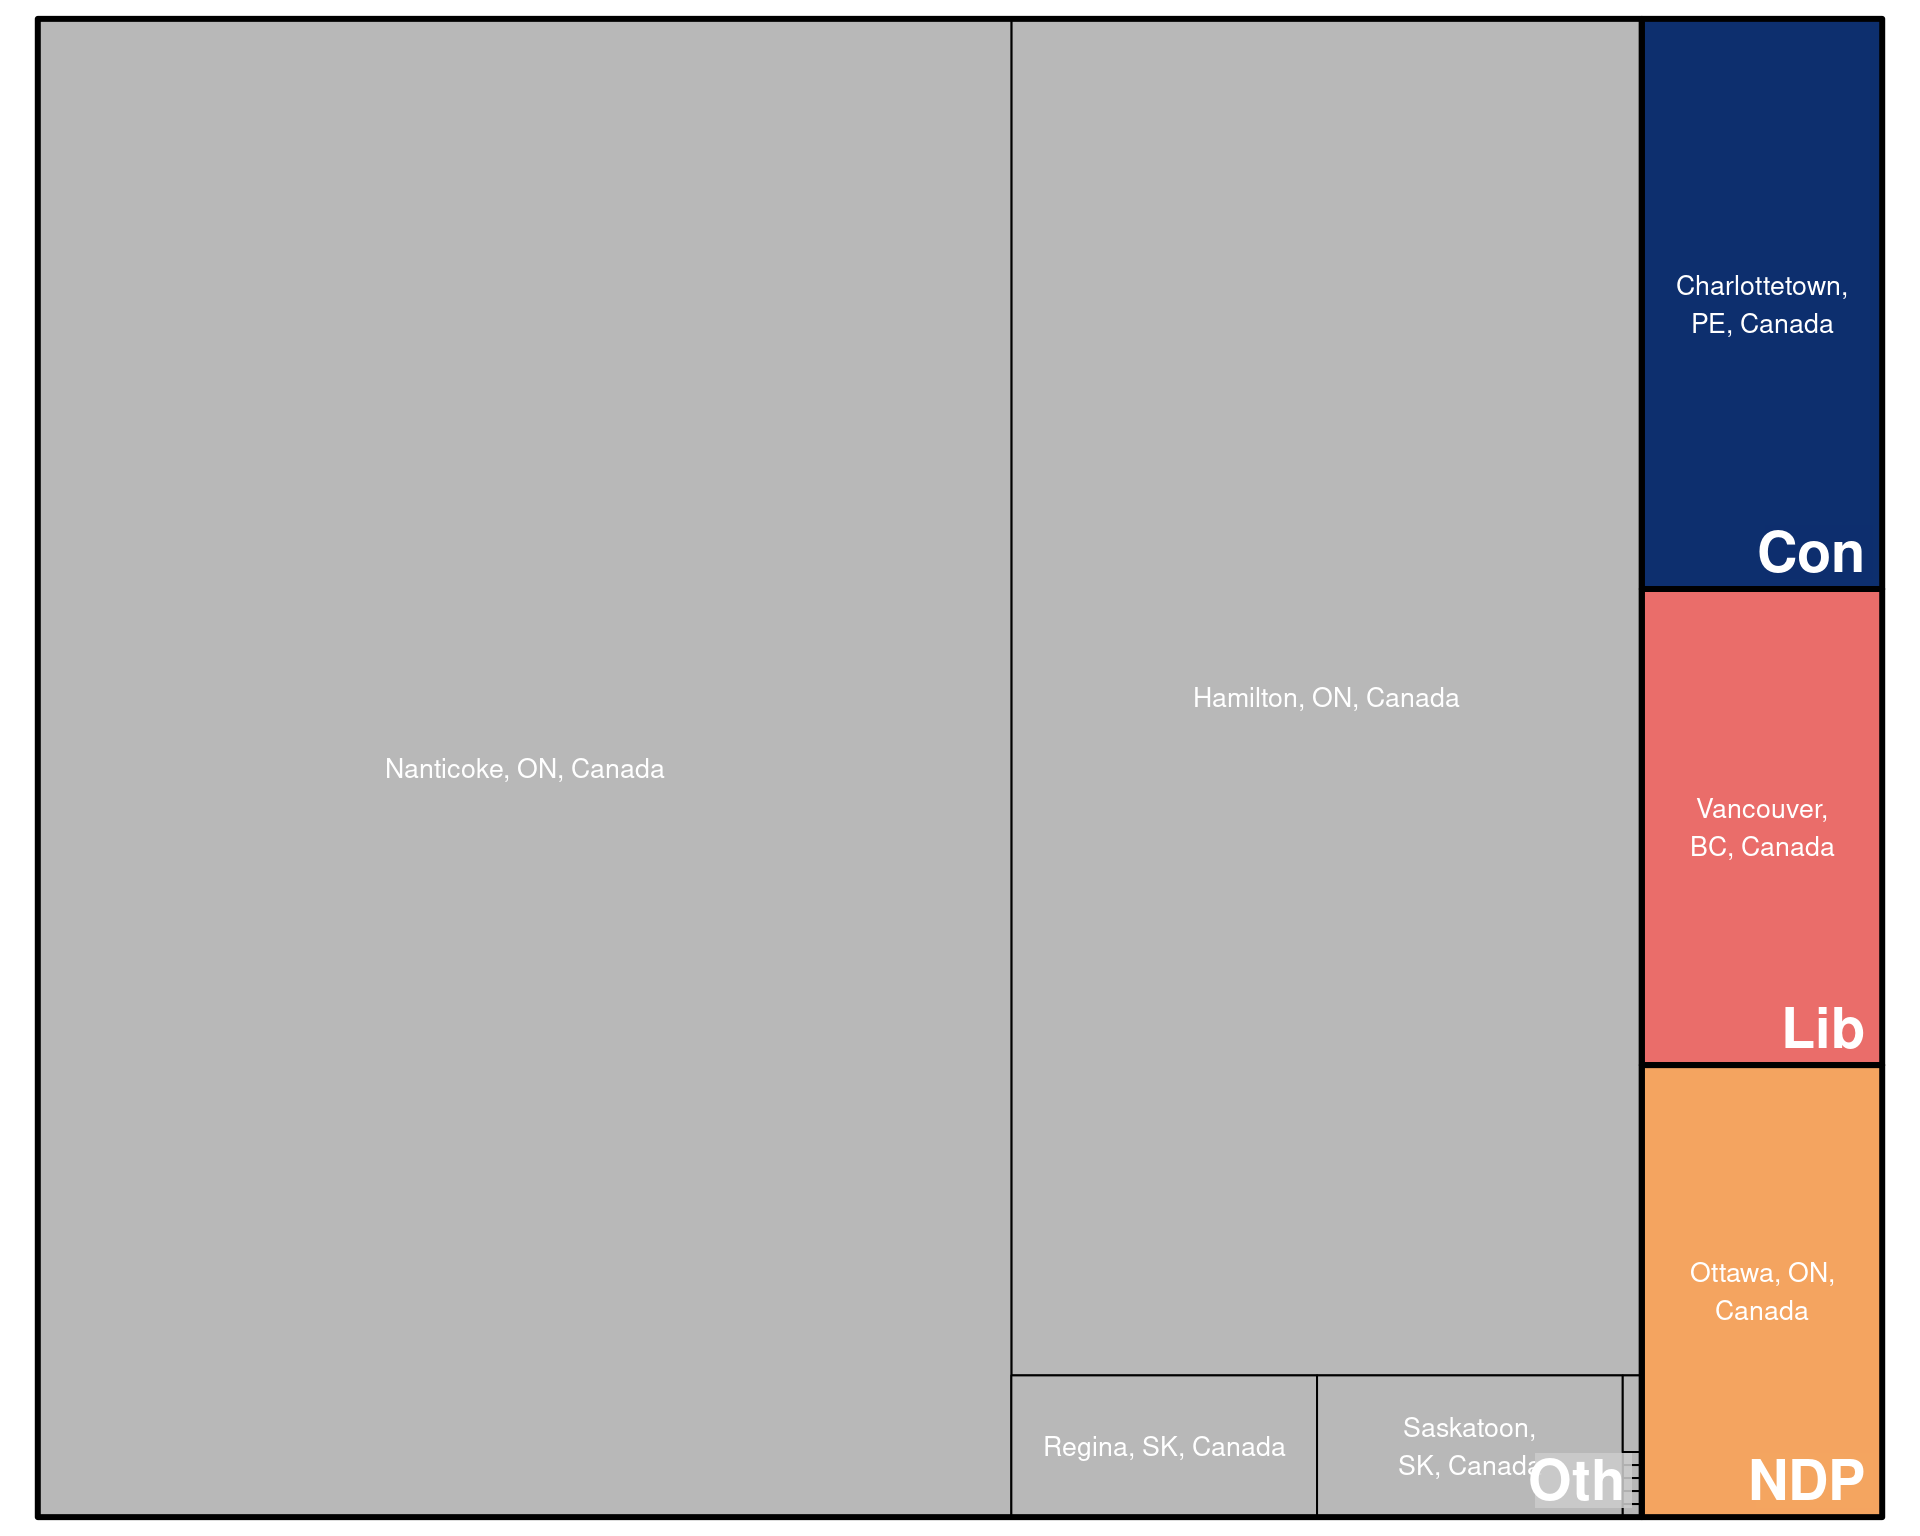 Nanticoke, ON, Canada
Hamilton, ON, Canada
Regina, SK, Canada
Saskatoon,
SK, Canada
Oth
Charlottetown,
PE, Canada
Con
Vancouver,
BC, Canada
Lib
Ottawa, ON,
Canada
NDP